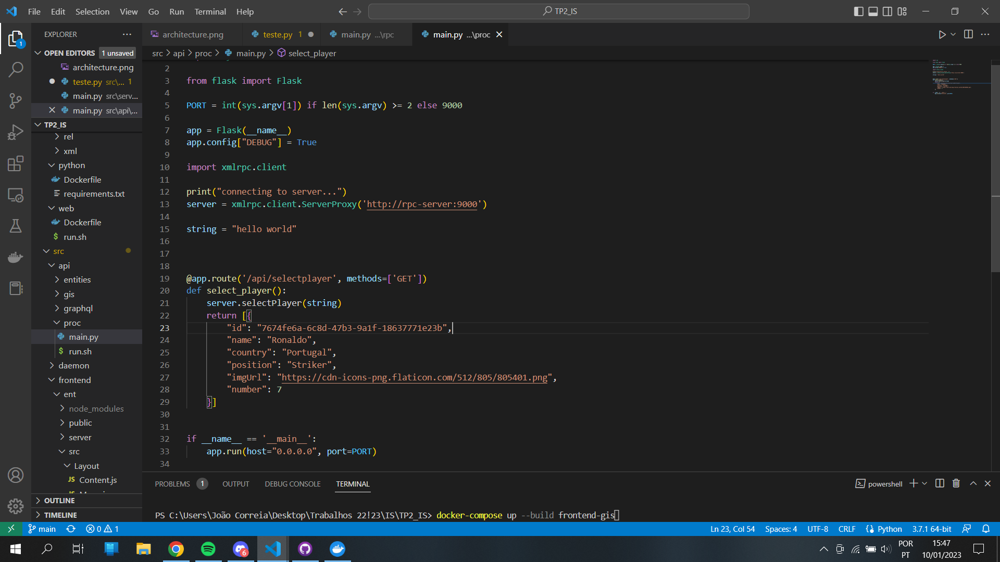 File Edit Selection View Go Run Terminal Help
TP2_IS
EXPLORER
OPEN EDITORS 1 unsaved
architecture.png
teste.py src\... 1
main.py src\serv...
main.py src\api\...
TP2_IS
rel
xml
python
Dockerfile
requirements.txt
web
Dockerfile
run.sh
src
api
entities
gis
graphql
proc
main.py
run.sh
daemon
frontend
ent
node_modules
public
server
src
Layout
JS Content.js
OUTLINE
TIMELINE
architecture.png
teste.py 1
main.py ...\rpc
main.py ...\proc
src > api > proc > main.py > select_player
2
3 from flask import Flask
4
5 PORT = int(sys.argv[1]) if len(sys.argv) >= 2 else 9000
6
7 app = Flask(__name__)
8 app.config["DEBUG"] = True
9
10 import xmlrpc.client
11
12 print("connecting to server...")
13 server = xmlrpc.client.ServerProxy('http://rpc-server:9000')
14
15 string = "hello world"
16
17
18
19 @app.route('/api/selectplayer', methods=['GET'])
20 def select_player():
21 server.selectPlayer(string)
22 return [{
23 "id": "7674fe6a-6c8d-47b3-9a1f-18637771e23b",
24 "name": "Ronaldo",
25 "country": "Portugal",
26 "position": "Striker",
27 "imgUrl": "https://cdn-icons-png.flaticon.com/512/805/805401.png",
28 "number": 7
29 }]
30
31
32 if __name__ == '__main__':
33 app.run(host="0.0.0.0", port=PORT)
34
PROBLEMS 1 OUTPUT DEBUG CONSOLE TERMINAL
powershell
PS C:\Users\João Correia\Desktop\Trabalhos 22!23\IS\TP2_IS> docker-compose up --build frontend-gis
main 0 1
Ln 23, Col 54 Spaces: 4 UTF-8 CRLF Python 3.7.1 64-bit
6
POR
PT
15:47
10/01/2023